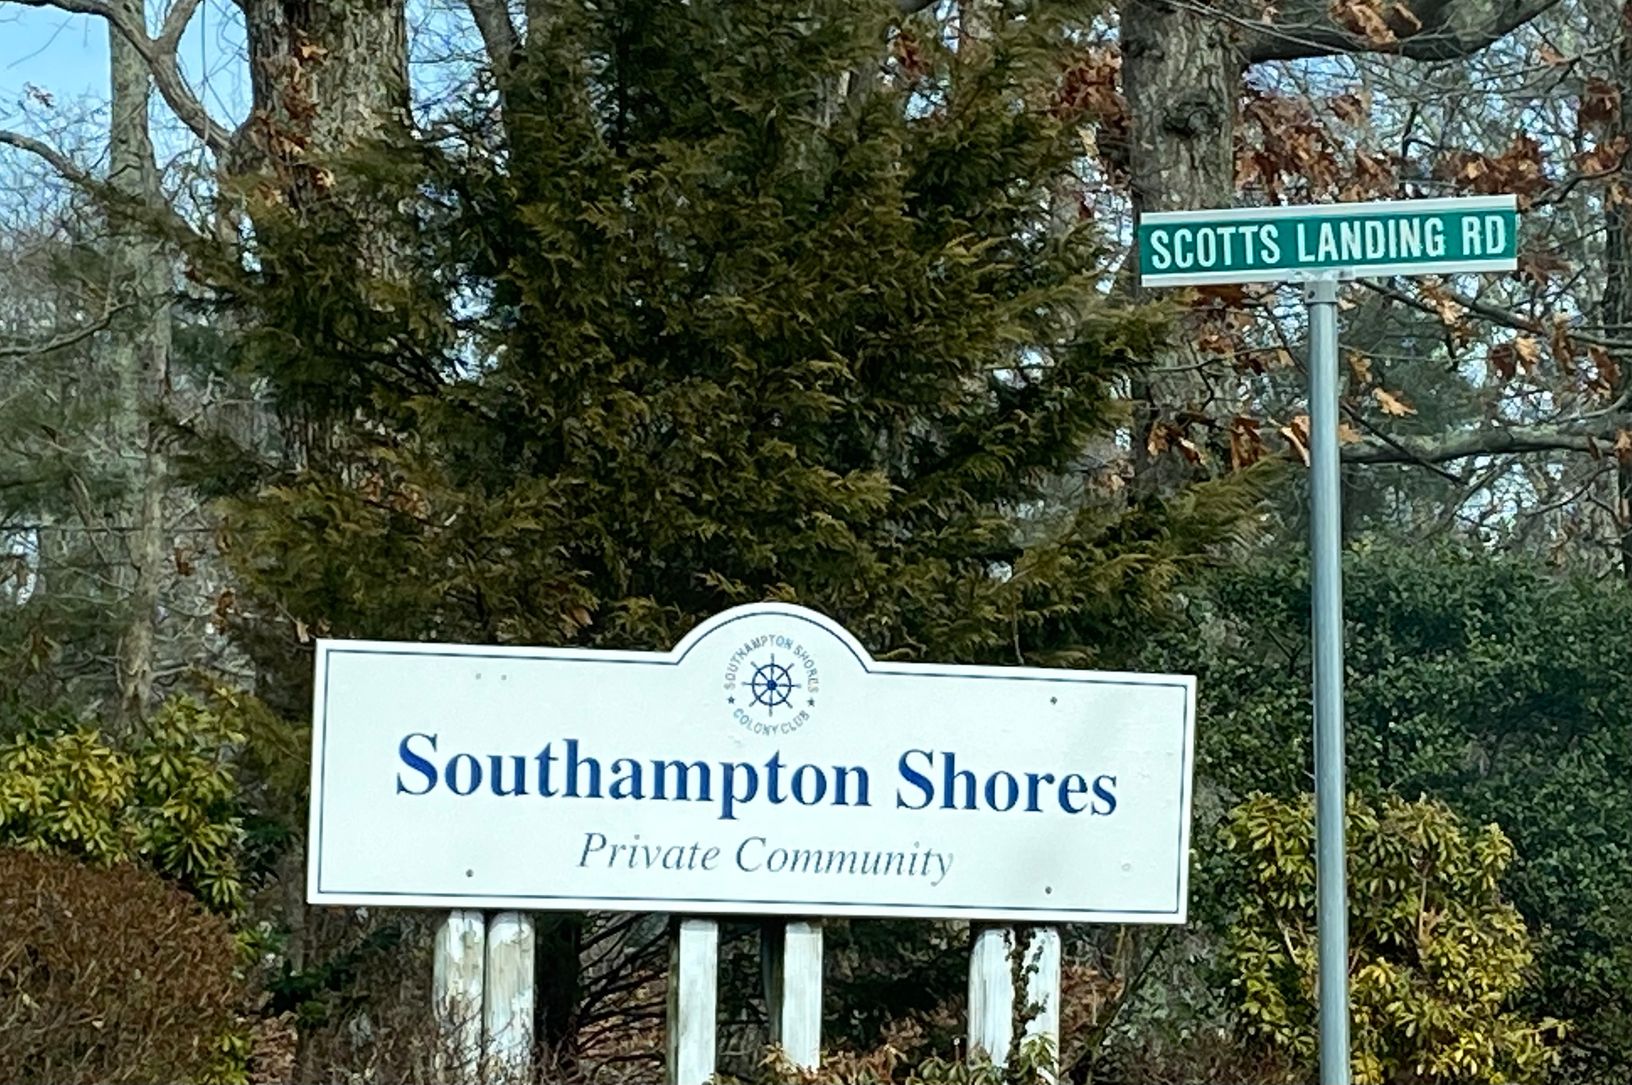 SCOTTS LANDING RD
SOUTHAMPTON SHORES
★ COLONY CLUB ★
Southampton Shores
Private Community